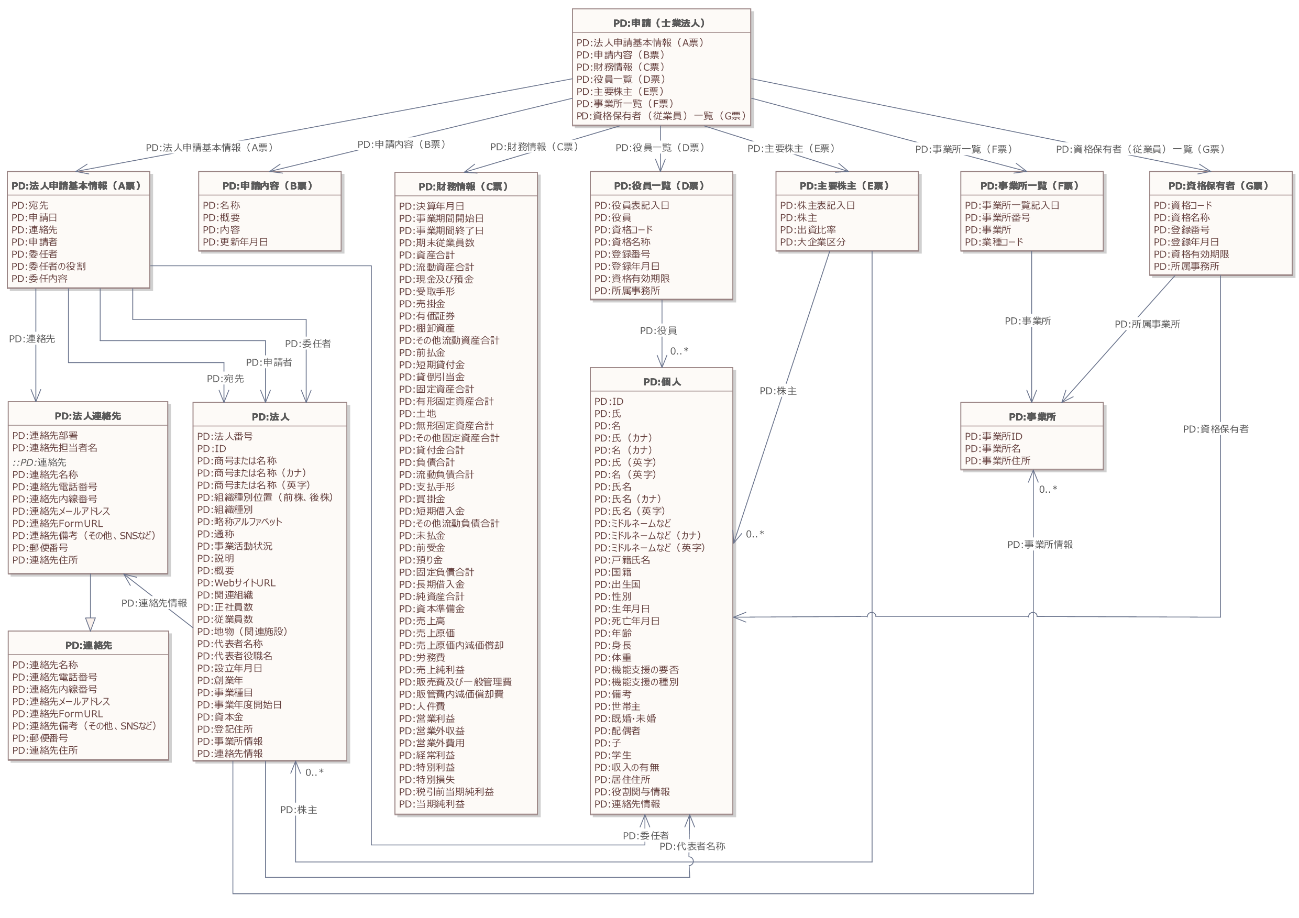 PD:申請（士業法人）
PD:法人申請基本情報（A票）
PD:申請内容（B票）
PD:財務情報（C票）
PD:役員一覧（D票）
PD:主要株主（E票）
PD:事業所一覧（F票）
PD:資格保有者（従業員）一覧（G票）
PD:法人申請基本情報（A票）
PD:申請内容（B票）
PD:財務情報（C票）
PD:役員一覧（D票）
PD:主要株主（E票）
PD:事業所一覧（F票）
PD:資格保有者（従業員）一覧（G票）
PD:法人申請基本情報（A票）
PD:宛先
PD:申請日
PD:連絡先
PD:申請者
PD:委任者
PD:委任者の役割
PD:委任内容
PD:申請内容（B票）
PD:名称
PD:概要
PD:内容
PD:更新年月日
PD:財務情報（C票）
PD:決算年月日
PD:事業期間開始日
PD:事業期間終了日
PD:期末従業員数
PD:資産合計
PD:流動資産合計
PD:現金及び預金
PD:受取手形
PD:売掛金
PD:有価証券
PD:棚卸資産
PD:その他流動資産合計
PD:前払金
PD:短期貸付金
PD:貸倒引当金
PD:固定資産合計
PD:有形固定資産合計
PD:土地
PD:無形固定資産合計
PD:その他固定資産合計
PD:貸付金合計
PD:負債合計
PD:流動負債合計
PD:支払手形
PD:買掛金
PD:短期借入金
PD:その他流動負債合計
PD:未払金
PD:前受金
PD:預り金
PD:固定負債合計
PD:長期借入金
PD:純資産合計
PD:資本準備金
PD:売上高
PD:売上原価
PD:売上原価内減価償却
PD:労務費
PD:売上純利益
PD:販売費及び一般管理費
PD:販管費内減価償却費
PD:人件費
PD:営業利益
PD:営業外収益
PD:営業外費用
PD:経常利益
PD:特別利益
PD:特別損失
PD:税引前当期純利益
PD:当期純利益
PD:役員一覧（D票）
PD:役員表記入口
PD:役員
PD:資格コード
PD:資格名称
PD:登録番号
PD:登録年月日
PD:資格有効期限
PD:所属事務所
PD:主要株主（E票）
PD:株主表記入口
PD:株主
PD:出資比率
PD:大企業区分
PD:事業所一覧（F票）
PD:事業所一覧記入口
PD:事業所番号
PD:事業所
PD:業種コード
PD:資格保有者（G票）
PD:資格コード
PD:資格名称
PD:登録番号
PD:登録年月日
PD:資格有効期限
PD:所属事務所
PD:連絡先
PD:宛先
PD:申請者
PD:委任者
PD:役員
0..*
PD:株主
0..*
PD:事業所
PD:所属事業所
PD:資格保有者
PD:法人連絡先
PD:連絡先部署
PD:連絡先担当者名
::PD:連絡先
PD:連絡先名称
PD:連絡先電話番号
PD:連絡先内線番号
PD:連絡先メールアドレス
PD:連絡先FormURL
PD:連絡先備考（その他、SNSなど）
PD:郵便番号
PD:連絡先住所
PD:連絡先情報
PD:連絡先
PD:連絡先名称
PD:連絡先電話番号
PD:連絡先内線番号
PD:連絡先メールアドレス
PD:連絡先FormURL
PD:連絡先備考（その他、SNSなど）
PD:郵便番号
PD:連絡先住所
PD:法人
PD:法人番号
PD:ID
PD:商号または名称
PD:商号または名称（カナ）
PD:商号または名称（英字）
PD:組織種別位置（前株、後株）
PD:組織種別
PD:略称アルファベット
PD:通称
PD:事業活動状況
PD:説明
PD:概要
PD:WebサイトURL
PD:関連組織
PD:正社員数
PD:従業員数
PD:地物（関連施設）
PD:代表者名称
PD:代表者役職名
PD:設立年月日
PD:創業年
PD:事業種目
PD:事業年度開始日
PD:資本金
PD:登記住所
PD:事業所情報
PD:連絡先情報
PD:個人
PD:ID
PD:氏
PD:名
PD:氏（カナ）
PD:名（カナ）
PD:氏（英字）
PD:名（英字）
PD:氏名
PD:氏名（カナ）
PD:氏名（英字）
PD:ミドルネームなど
PD:ミドルネームなど（カナ）
PD:ミドルネームなど（英字）
PD:戸籍氏名
PD:国籍
PD:出生国
PD:性別
PD:生年月日
PD:死亡年月日
PD:年齢
PD:身長
PD:体重
PD:機能支援の要否
PD:機能支援の種別
PD:備考
PD:世帯主
PD:既婚・未婚
PD:配偶者
PD:子
PD:学生
PD:収入の有無
PD:居住住所
PD:役割関与情報
PD:連絡先情報
PD:事業所
PD:事業所ID
PD:事業所名
PD:事業所住所
0..*
PD:事業所情報
0..*
PD:株主
PD:委任者
PD:代表者名称